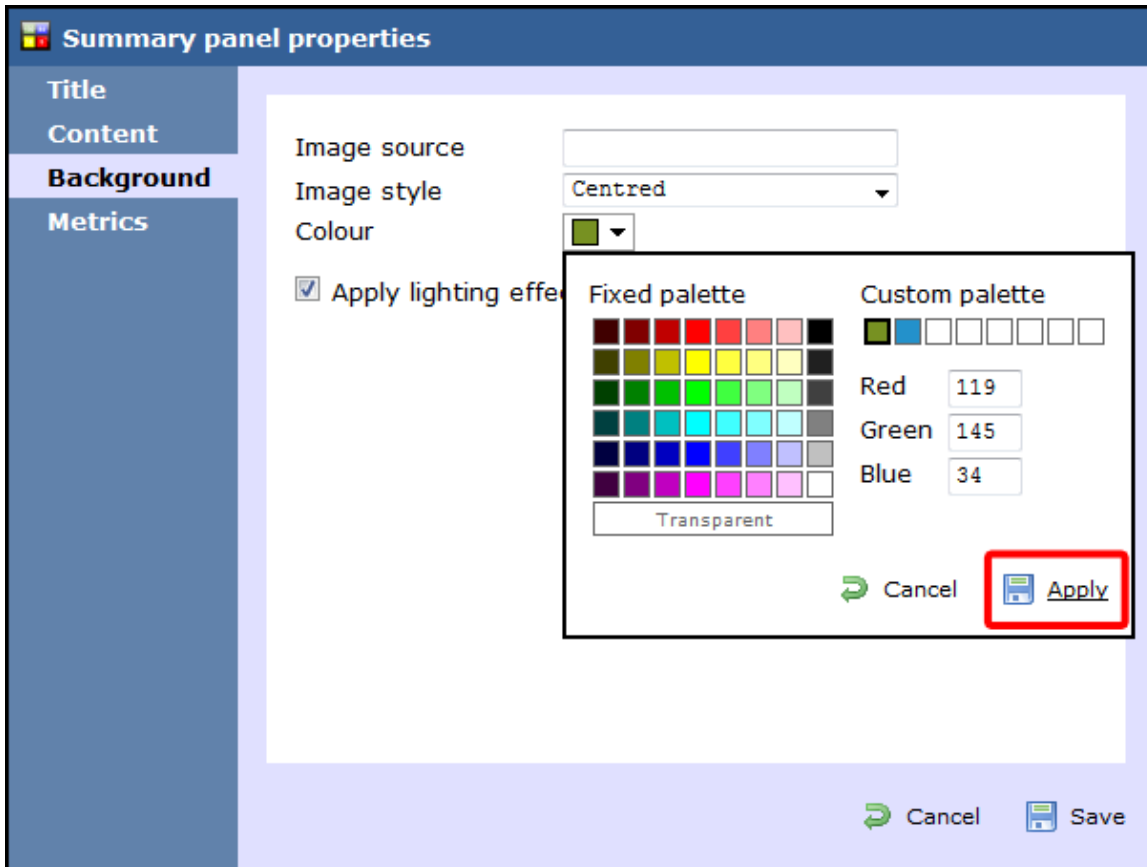 Summary panel properties
Title
Content
Background
Metrics
Image source
Image style Centred
Colour
Apply lighting effe
Fixed palette Custom palette
Red 119
Green 145
Blue 34
Transparent
Cancel Apply
Cancel Save